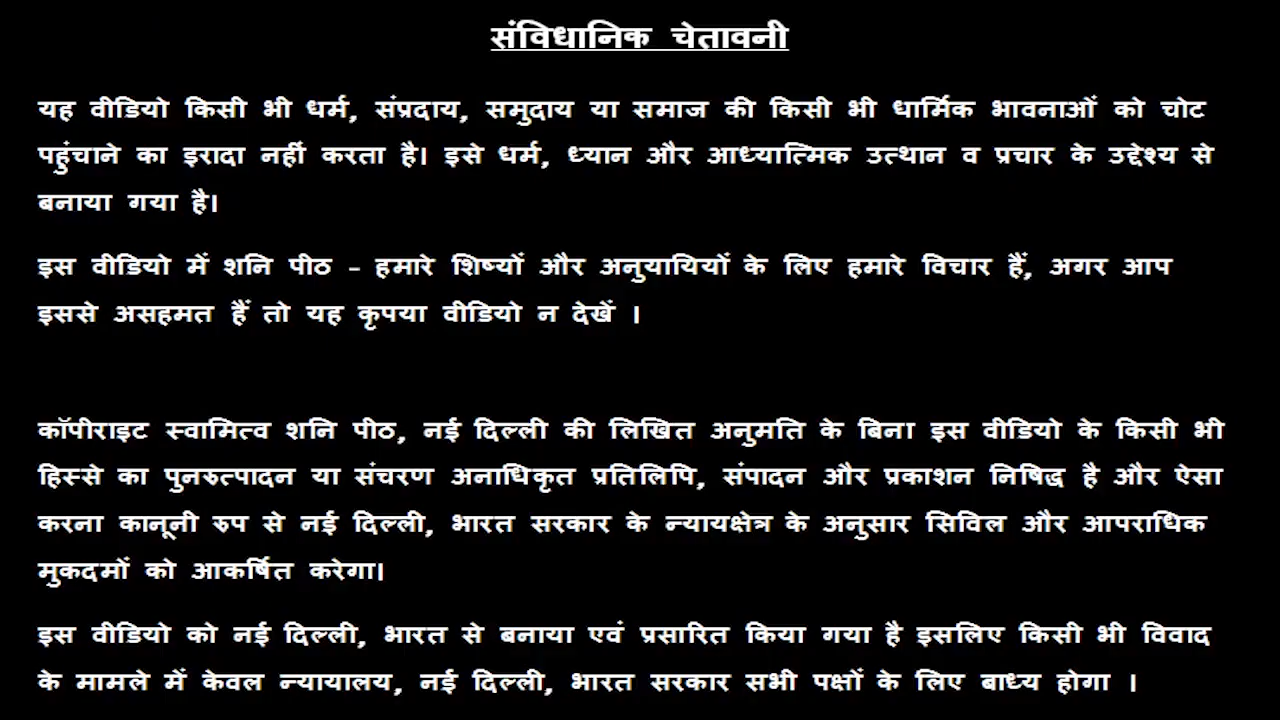 संविधानिक चेतावनी
यह वीडियो किसी भी धर्म, संप्रदाय, समुदाय या समाज की किसी भी धार्मिक भावनाओं को चोट
पहुंचाने का इरादा नहीं करता है। इसे धर्म, ध्यान और आध्यात्मिक उत्थान व प्रचार के उद्देश्य से
बनाया गया है।
इस वीडियो में शनि पीठ – हमारे शिष्यों और अनुयायियों के लिए हमारे विचार हैं, अगर आप
इससे असहमत हैं तो यह कृपया वीडियो न देखें ।
कॉपीराइट स्वामित्व शनि पीठ, नई दिल्ली की लिखित अनुमति के बिना इस वीडियो के किसी भी
हिस्से का पुनरुत्पादन या संचरण अनाधिकृत प्रतिलिपि, संपादन और प्रकाशन निषिद्ध है और ऐसा
करना कानूनी रुप से नई दिल्ली, भारत सरकार के न्यायक्षेत्र के अनुसार सिविल और आपराधिक
मुकदमों को आकर्षित करेगा।
इस वीडियो को नई दिल्ली, भारत से बनाया एवं प्रसारित किया गया है इसलिए किसी भी विवाद
के मामले में केवल न्यायालय, नई दिल्ली, भारत सरकार सभी पक्षों के लिए बाध्य होगा ।